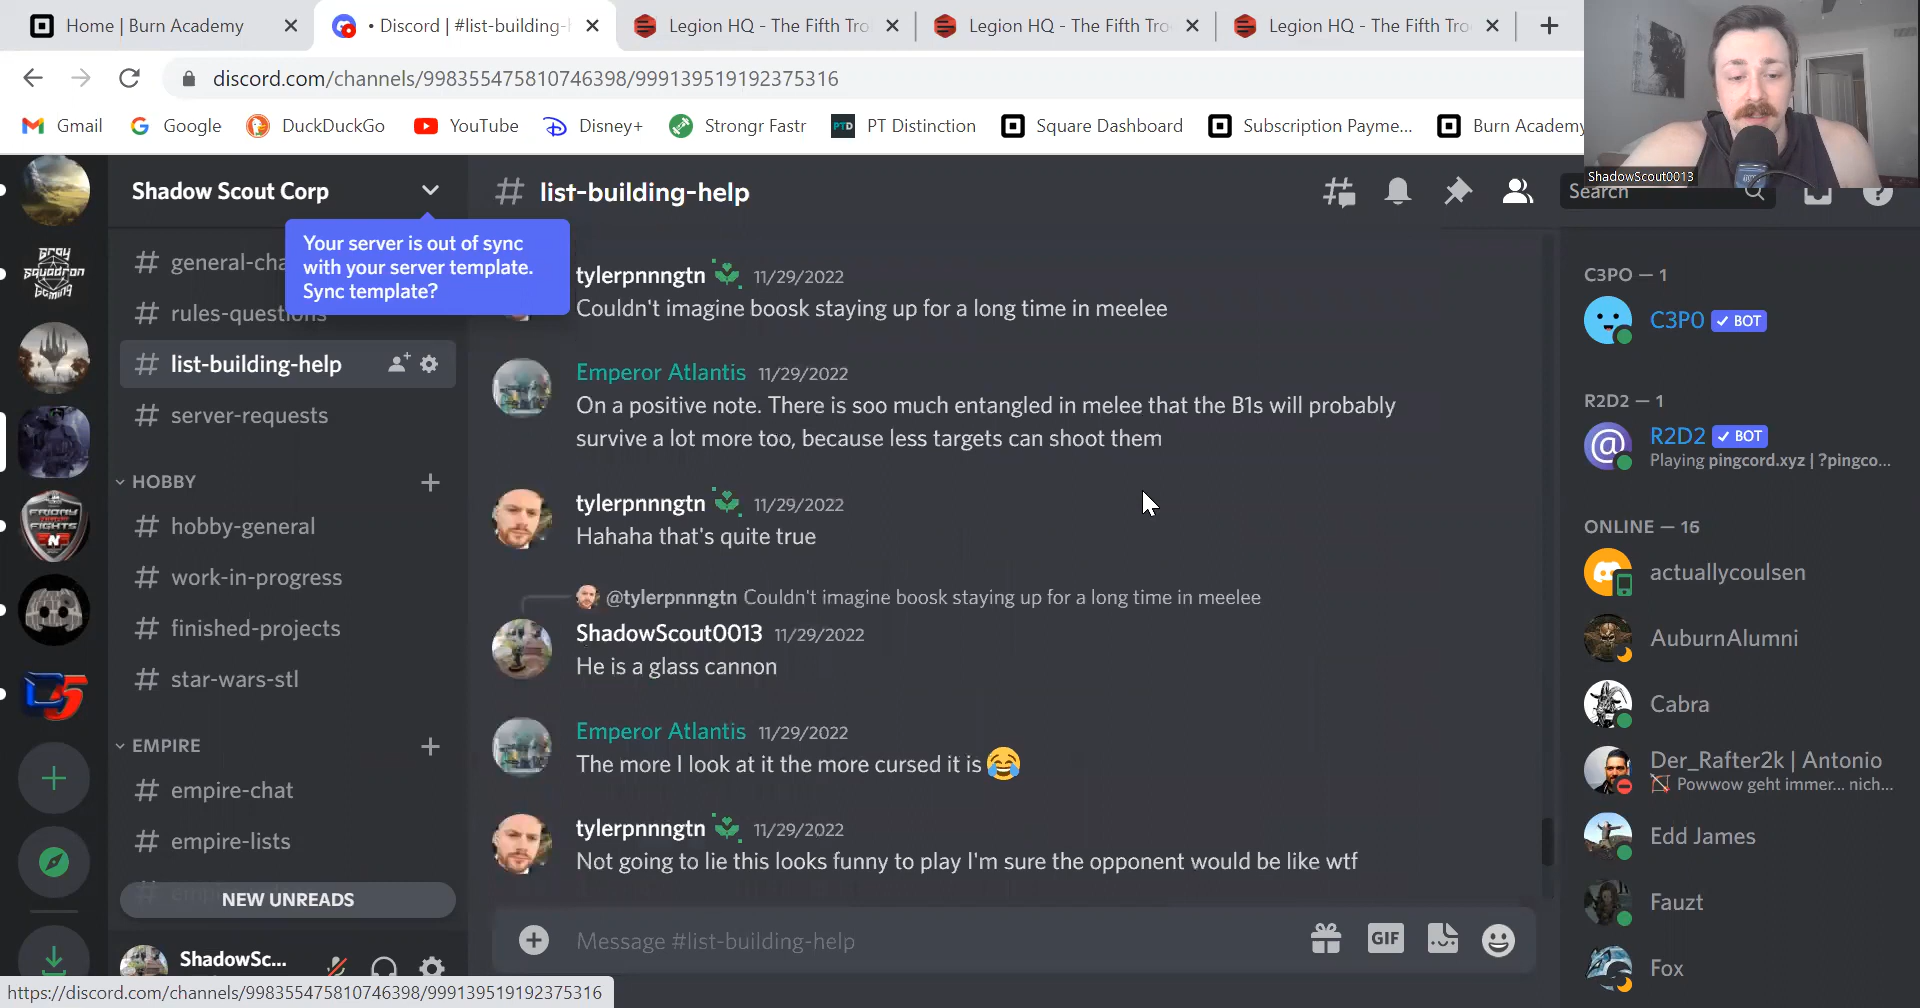 Home | Burn Academy
• Discord | #list-building-
Legion HQ - The Fifth Tro
Legion HQ - The Fifth Tro
Legion HQ - The Fifth Tro
discord.com/channels/998355475810746398/999139519192375316
Gmail
Google
DuckDuckGo
YouTube
Disney+
Strongr Fastr
PTD
PT Distinction
Square Dashboard
Subscription Payme...
Burn Academy
ShadowScout0013
Shadow Scout Corp
list-building-help
Search
Your server is out of sync
with your server template.
Sync template?
general-cha
rules-questions
list-building-help
server-requests
HOBBY
hobby-general
work-in-progress
finished-projects
star-wars-stl
EMPIRE
empire-chat
empire-lists
NEW UNREADS
ShadowSc...
gray
squadron
gaming
FRIDAY
FIGHTS
tylerpnnngtn 11/29/2022
Couldn't imagine boosk staying up for a long time in meelee
Emperor Atlantis 11/29/2022
On a positive note. There is soo much entangled in melee that the B1s will probably
survive a lot more too, because less targets can shoot them
tylerpnnngtn 11/29/2022
Hahaha that's quite true
@tylerpnnngtn Couldn't imagine boosk staying up for a long time in meelee
ShadowScout0013 11/29/2022
He is a glass cannon
Emperor Atlantis 11/29/2022
The more I look at it the more cursed it is 😂
tylerpnnngtn 11/29/2022
Not going to lie this looks funny to play I'm sure the opponent would be like wtf
Message #list-building-help
GIF
C3PO — 1
C3P0 ✓ BOT
R2D2 — 1
R2D2 ✓ BOT
Playing pingcord.xyz | ?pingco...
ONLINE — 16
actuallycoulsen
AuburnAlumni
Cabra
Der_Rafter2k | Antonio
Powwow geht immer... nich...
Edd James
Fauzt
Fox
https://discord.com/channels/998355475810746398/999139519192375316